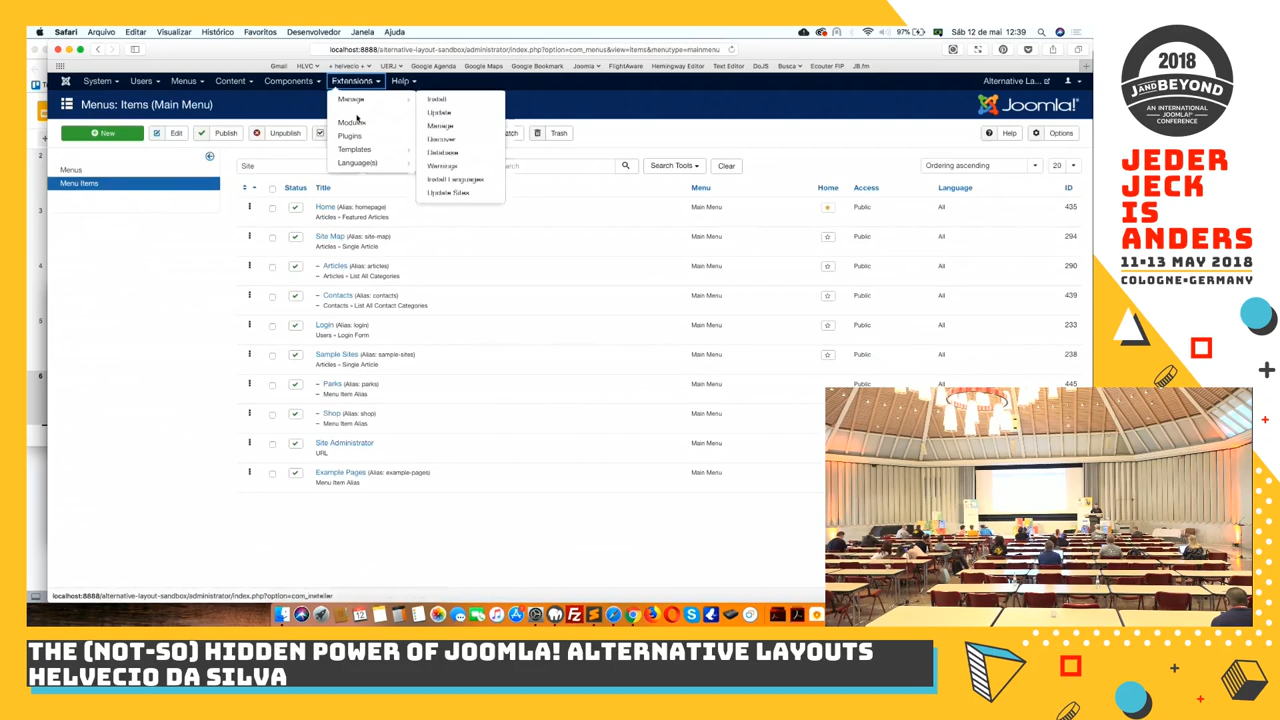 Safari Arquivo Editar Visualizar Histórico Favoritos Desenvolvedor Janela Ajuda 97% Sáb 12 de mai 12:39
localhost:8888/alternative-layout-sandbox/administrator/index.php?option=com_menus&view=items&menutype=mainmenu
Gmail HLVC + helvecio + UERJ Google Agenda Google Maps Google Bookmark Joomla FlightAware Hemingway Editor Text Editor DoJS Busca Ecouter FIP JB.fm
System Users Menus Content Components Extensions Help Alternative La...
Menus: Items (Main Menu) Joomla!
New Edit Publish Unpublish Trash Help Options
Manage
Modules
Plugins
Templates
Language(s)
Install
Update
Manage
Discover
Database
Warnings
Install Languages
Update Sites
Menus
Menu Items
Site Search Tools Clear Ordering ascending 20
Status Title Menu Home Access Language ID
Home (Alias: homepage) Main Menu Public All 435
Articles » Featured Articles
Site Map (Alias: site-map) Main Menu Public All 294
Articles » Single Article
– Articles (Alias: articles) Main Menu Public All 290
– Articles » List All Categories
– Contacts (Alias: contacts) Main Menu Public All 439
– Contacts » List All Contact Categories
Login (Alias: login) Main Menu Public All 233
Users » Login Form
Sample Sites (Alias: sample-sites) Main Menu Public All 238
Articles » Single Article
– Parks (Alias: parks) Main Menu Public All 445
– Menu Item Alias
– Shop (Alias: shop) Main Menu
– Menu Item Alias
Site Administrator Main Menu
URL
Example Pages (Alias: example-pages) Main Menu
Menu Item Alias
2
3
4
5
6
localhost:8888/alternative-layout-sandbox/administrator/index.php?option=com_installer
2018
JANDBEYOND
AN INTERNATIONAL
JOOMLA!
CONFERENCE
JEDER
JECK
IS
ANDERS
11-13 MAY 2018
COLOGNE•GERMANY
THE (NOT-SO) HIDDEN POWER OF JOOMLA! ALTERNATIVE LAYOUTS
HELVECIO DA SILVA